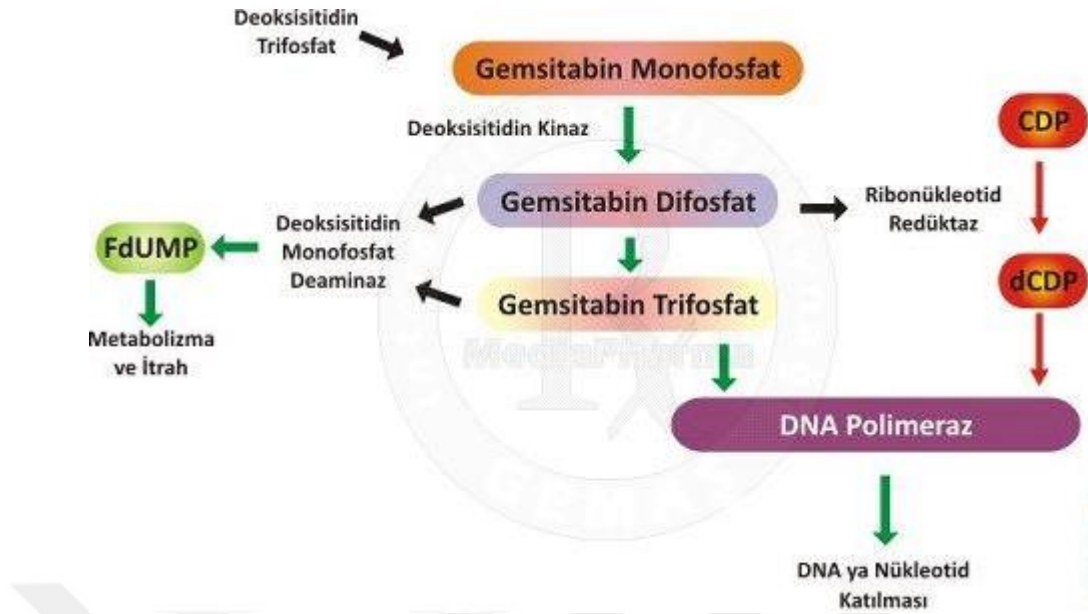 Deoksisitidin
Trifosfat
Gemsitabin Monofosfat
Deoksisitidin Kinaz
CDP
Gemsitabin Difosfat
Ribonükleotid
Redüktaz
Deoksisitidin
Monofosfat
Deaminaz
FdUMP
dCDP
Gemsitabin Trifosfat
Metabolizma
ve İtrah
DNA Polimeraz
DNA ya Nükleotid
Katılması